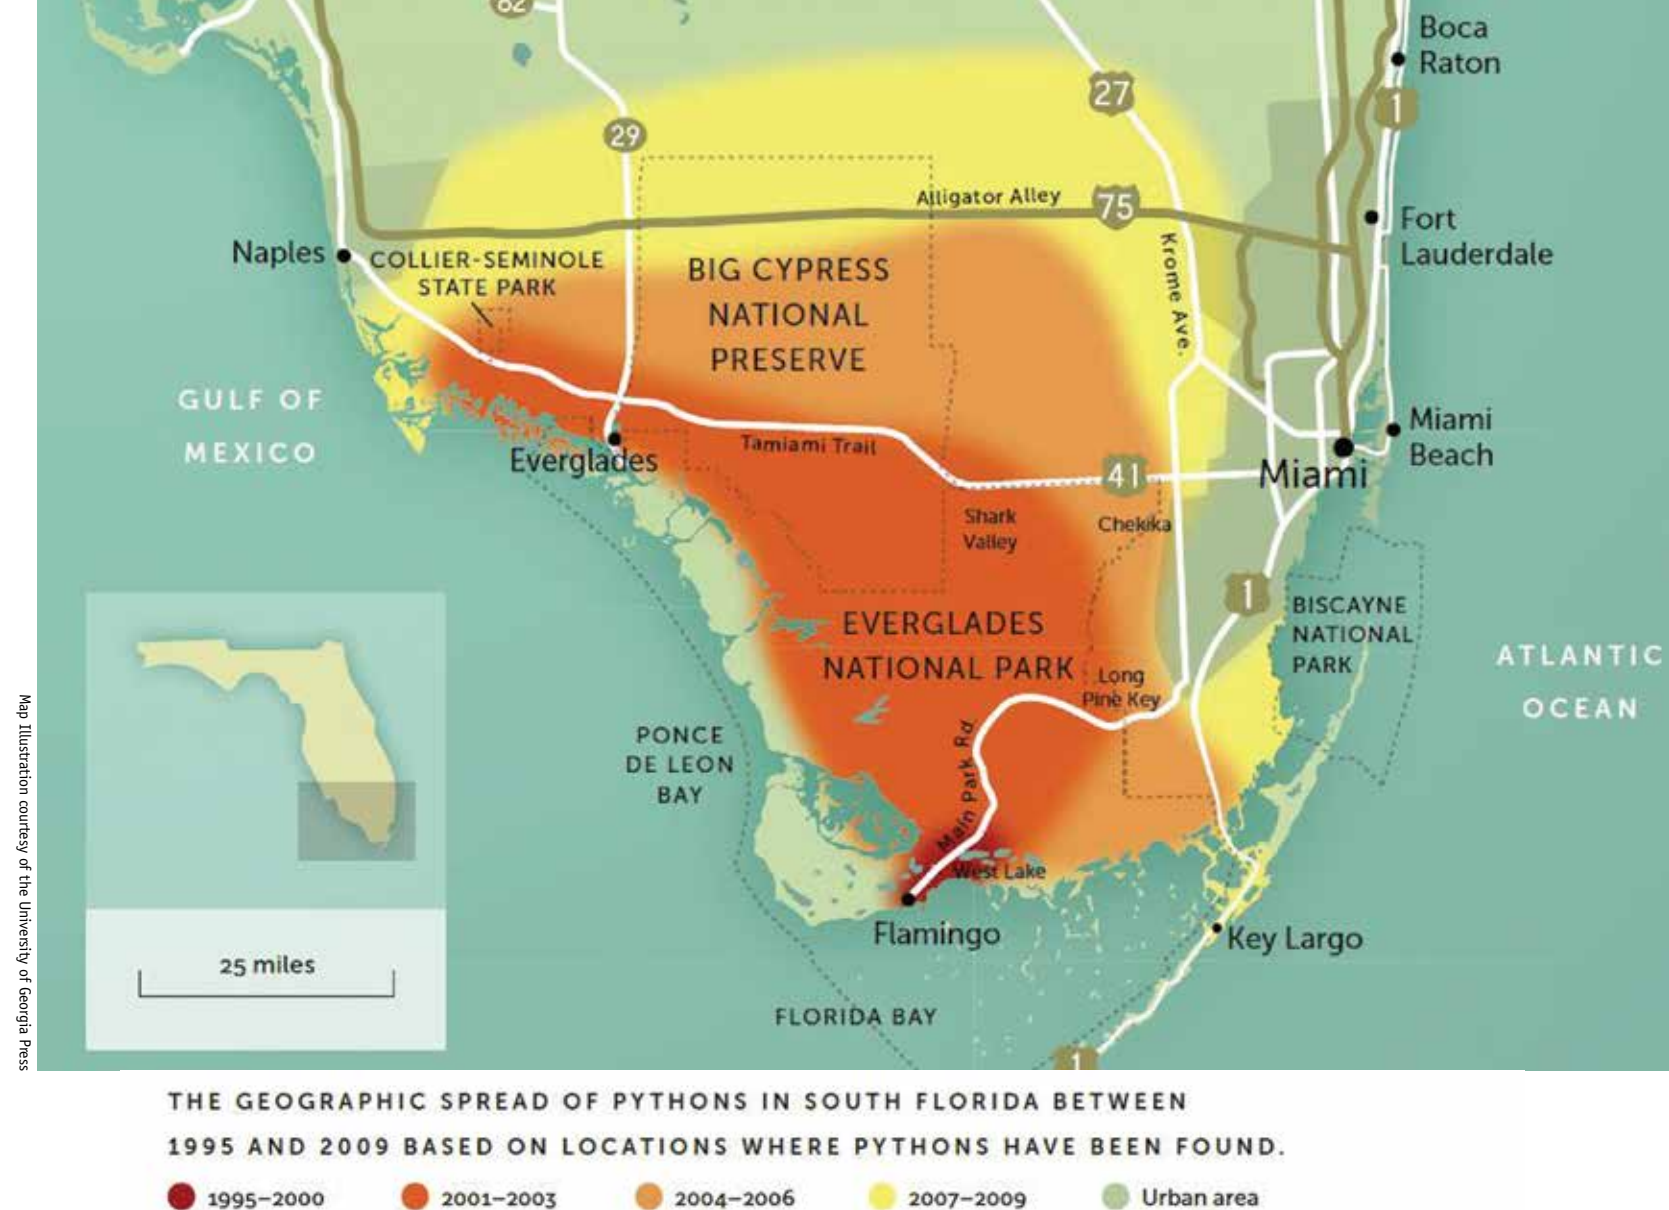 82
Boca
Raton
27
1
29
Alligator Alley
75
Fort
Lauderdale
Naples
COLLIER-SEMINOLE
STATE PARK
BIG CYPRESS
NATIONAL
PRESERVE
Krome Ave.
GULF OF
MEXICO
Miami
Beach
Everglades
Tamiami Trail
41
Miami
Shark
Valley
Chekika
1
BISCAYNE
NATIONAL
PARK
EVERGLADES
NATIONAL PARK
Long
Pine Key
ATLANTIC
OCEAN
PONCE
DE LEON
BAY
Main Park Rd
West Lake
Flamingo
Key Largo
25 miles
FLORIDA BAY
1
Map Illustration courtesy of the University of Georgia Press
THE GEOGRAPHIC SPREAD OF PYTHONS IN SOUTH FLORIDA BETWEEN
1995 AND 2009 BASED ON LOCATIONS WHERE PYTHONS HAVE BEEN FOUND.
1995–2000 2001–2003 2004–2006 2007–2009 Urban area